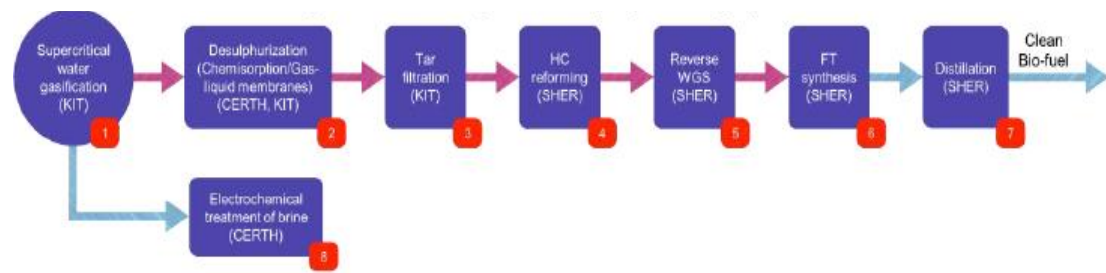 Supercritical
water
gasification
(KIT)
1
Desulphurization
(Chemisorption/Gas-
liquid membranes)
(CERTH, KIT)
2
Tar
filtration
(KIT)
3
HC
reforming
(SHER)
4
Reverse
WGS
(SHER)
5
FT
synthesis
(SHER)
6
Distillation
(SHER)
7
Clean
Bio-fuel
Electrochemical
treatment of brine
(CERTH)
8